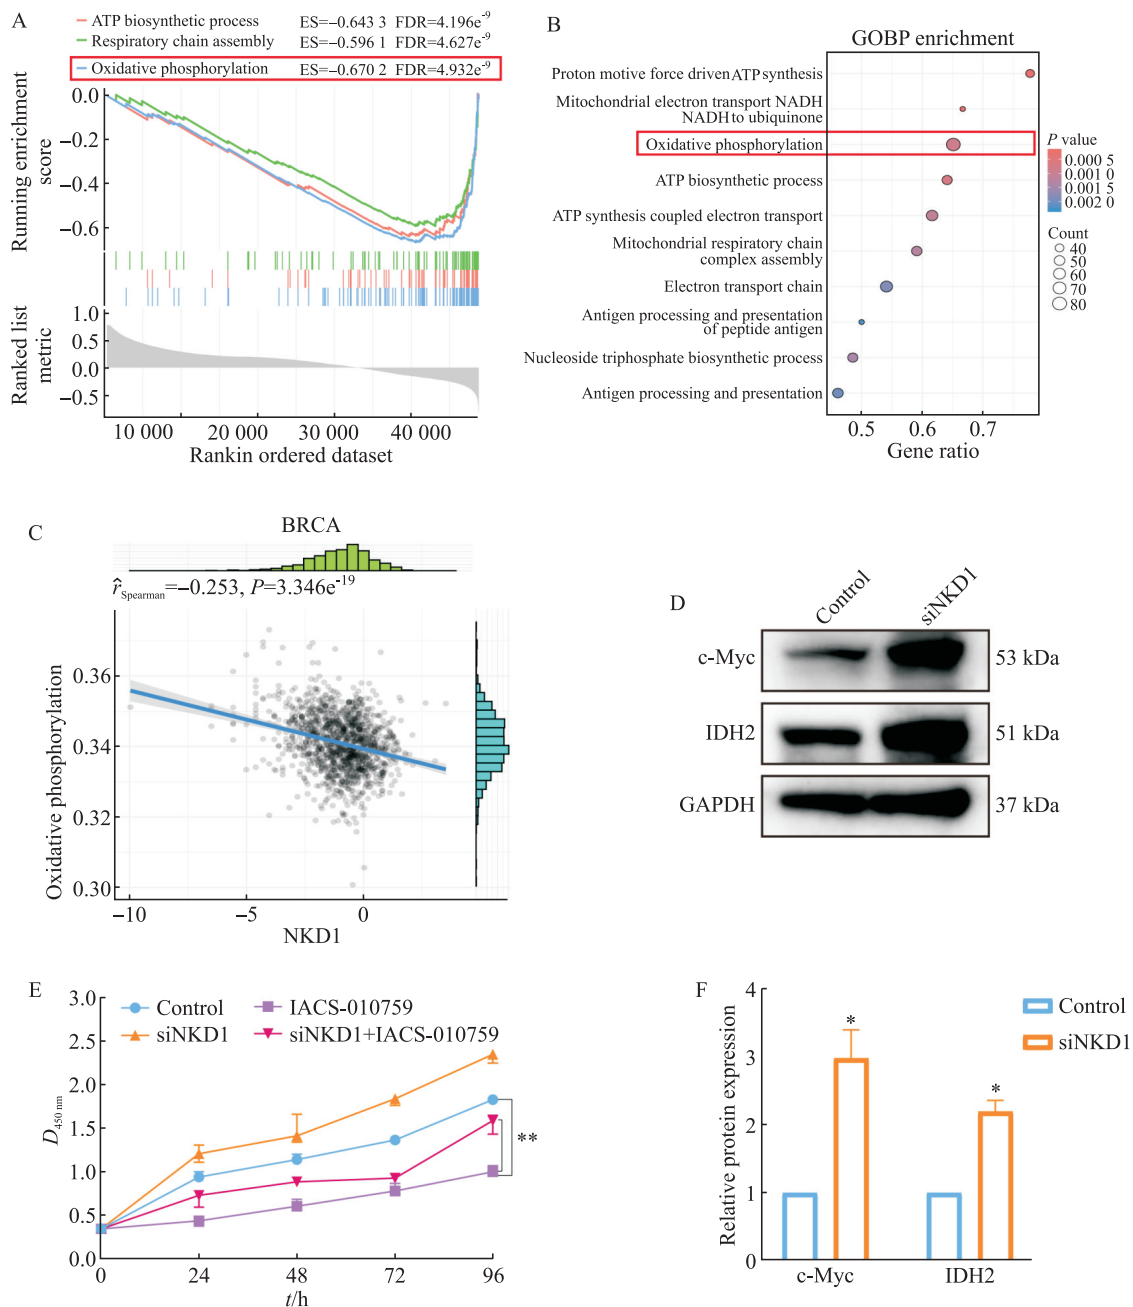 A
ATP biosynthetic process ES=−0.643 3 FDR=4.196e-9
Respiratory chain assembly ES=−0.596 1 FDR=4.627e-9
Oxidative phosphorylation ES=−0.670 2 FDR=4.932e-9
Running enrichment
score
0.0
−0.2
−0.4
−0.6
Ranked list
metric
1.0
0.5
0.0
−0.5
10 000 20 000 30 000 40 000
Rankin ordered dataset
B
GOBP enrichment
Proton motive force driven ATP synthesis
Mitochondrial electron transport NADH
NADH to ubiquinone
Oxidative phosphorylation
ATP biosynthetic process
ATP synthesis coupled electron transport
Mitochondrial respiratory chain
complex assembly
Electron transport chain
Antigen processing and presentation
of peptide antigen
Nucleoside triphosphate biosynthetic process
Antigen processing and presentation
0.5 0.6 0.7
Gene ratio
P value
0.000 5
0.001 0
0.001 5
0.002 0
Count
40
50
60
70
80
C
BRCA
r̂Spearman=−0.253, P=3.346e-19
Oxidative phosphorylation
0.36
0.34
0.32
0.30
−10 −5 0
NKD1
D
Control siNKD1
c-Myc 53 kDa
IDH2 51 kDa
GAPDH 37 kDa
E
Control IACS-010759
siNKD1 siNKD1+IACS-010759
D450 nm
3.0
2.5
2.0
1.5
1.0
0.5
0.0
**
0 24 48 72 96
t/h
F
Control
siNKD1
Relative protein expression
4
3
2
1
0
* *
c-Myc IDH2